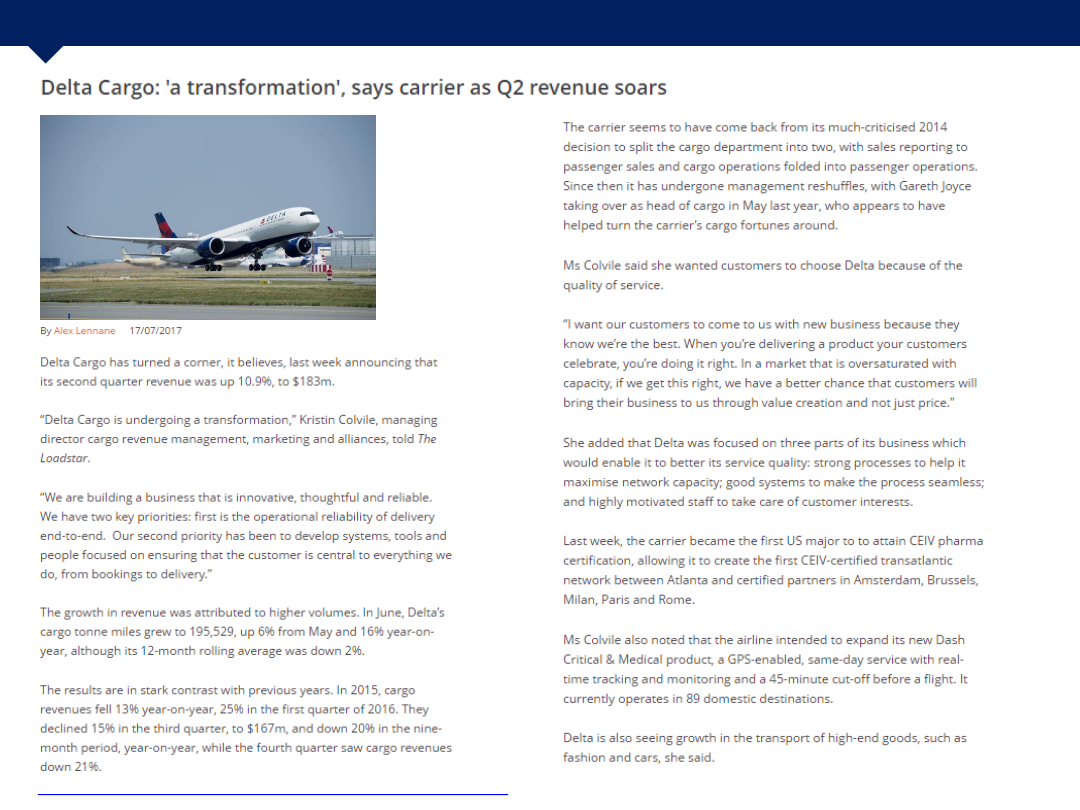 Delta Cargo: 'a transformation', says carrier as Q2 revenue soars
DELTA
By Alex Lennane 17/07/2017
Delta Cargo has turned a corner, it believes, last week announcing that
its second quarter revenue was up 10.9%, to $183m.
“Delta Cargo is undergoing a transformation,” Kristin Colvile, managing
director cargo revenue management, marketing and alliances, told The
Loadstar.
“We are building a business that is innovative, thoughtful and reliable.
We have two key priorities: first is the operational reliability of delivery
end-to-end. Our second priority has been to develop systems, tools and
people focused on ensuring that the customer is central to everything we
do, from bookings to delivery.”
The growth in revenue was attributed to higher volumes. In June, Delta’s
cargo tonne miles grew to 195,529, up 6% from May and 16% year-on-
year, although its 12-month rolling average was down 2%.
The results are in stark contrast with previous years. In 2015, cargo
revenues fell 13% year-on-year, 25% in the first quarter of 2016. They
declined 15% in the third quarter, to $167m, and down 20% in the nine-
month period, year-on-year, while the fourth quarter saw cargo revenues
down 21%.
The carrier seems to have come back from its much-criticised 2014
decision to split the cargo department into two, with sales reporting to
passenger sales and cargo operations folded into passenger operations.
Since then it has undergone management reshuffles, with Gareth Joyce
taking over as head of cargo in May last year, who appears to have
helped turn the carrier’s cargo fortunes around.
Ms Colvile said she wanted customers to choose Delta because of the
quality of service.
“I want our customers to come to us with new business because they
know we’re the best. When you’re delivering a product your customers
celebrate, you’re doing it right. In a market that is oversaturated with
capacity, if we get this right, we have a better chance that customers will
bring their business to us through value creation and not just price.”
She added that Delta was focused on three parts of its business which
would enable it to better its service quality: strong processes to help it
maximise network capacity; good systems to make the process seamless;
and highly motivated staff to take care of customer interests.
Last week, the carrier became the first US major to to attain CEIV pharma
certification, allowing it to create the first CEIV-certified transatlantic
network between Atlanta and certified partners in Amsterdam, Brussels,
Milan, Paris and Rome.
Ms Colvile also noted that the airline intended to expand its new Dash
Critical & Medical product, a GPS-enabled, same-day service with real-
time tracking and monitoring and a 45-minute cut-off before a flight. It
currently operates in 89 domestic destinations.
Delta is also seeing growth in the transport of high-end goods, such as
fashion and cars, she said.